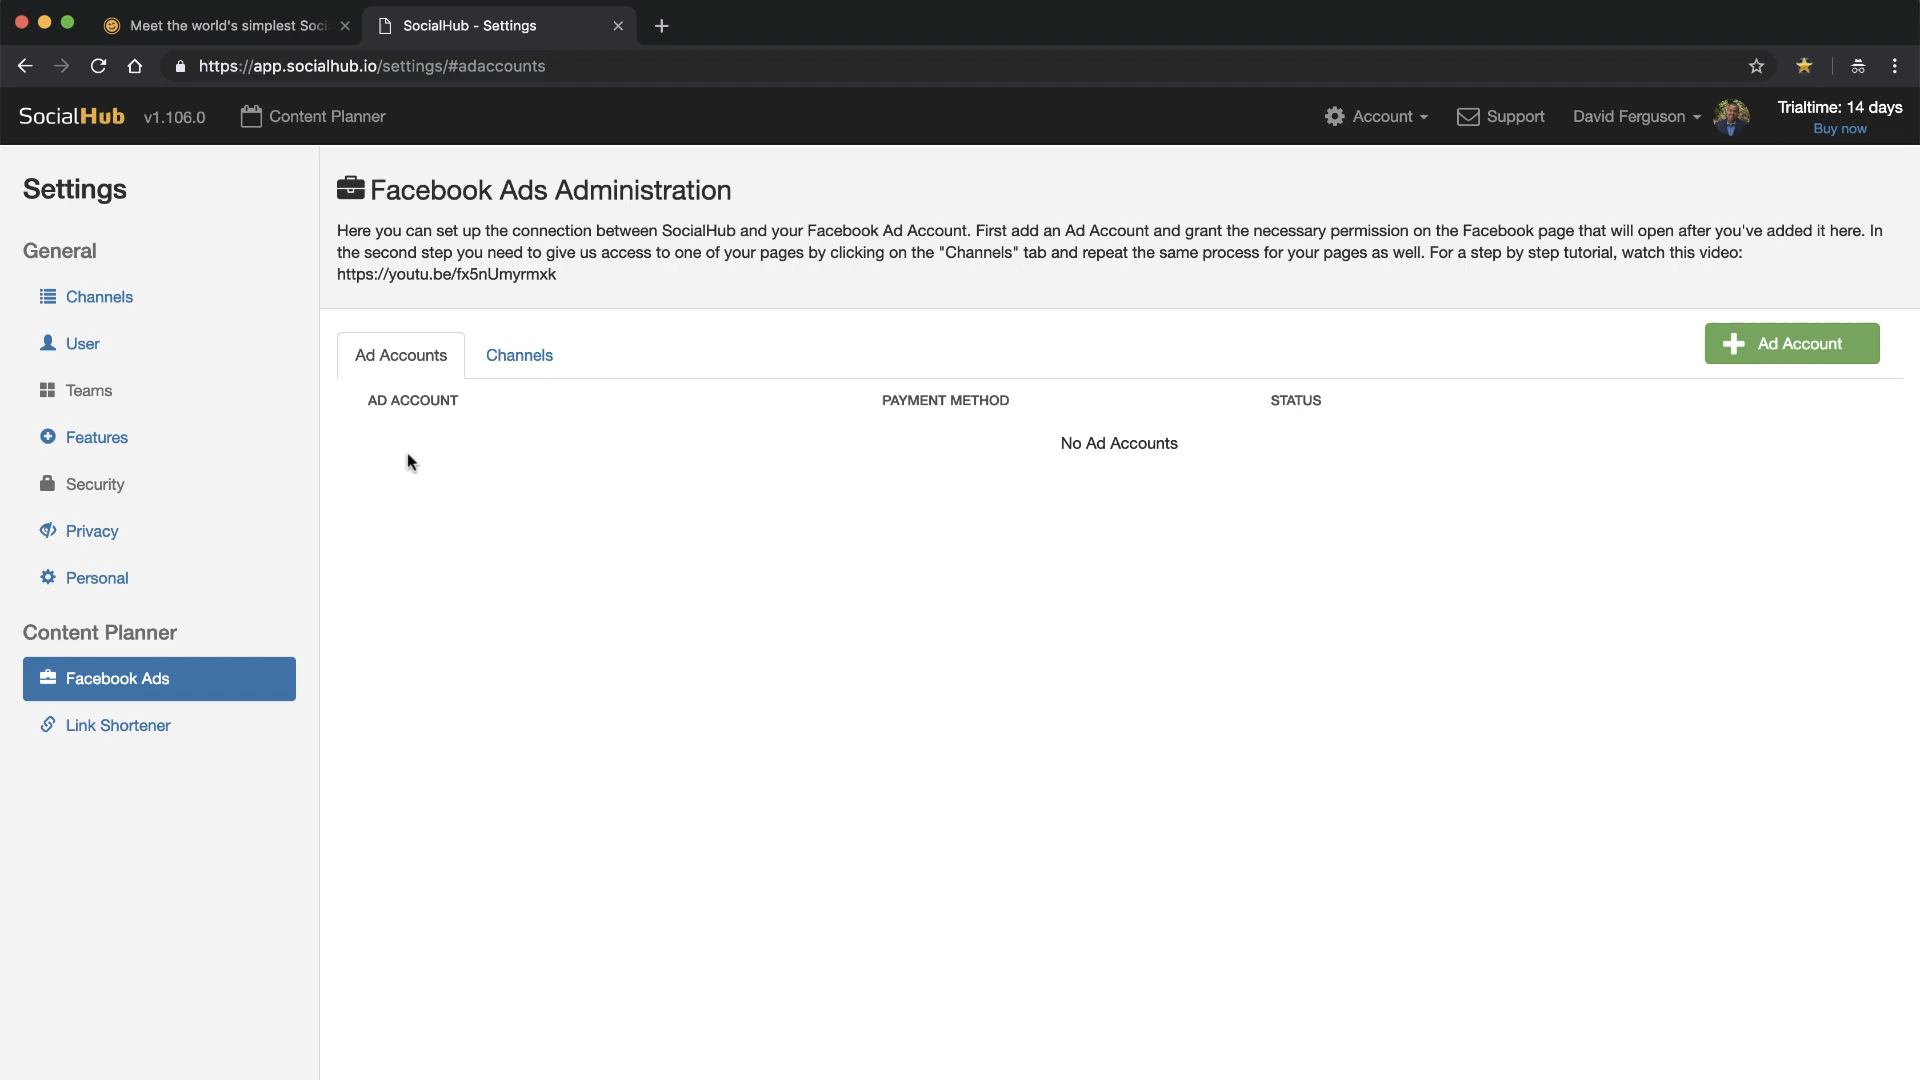 Meet the world's simplest Soci
SocialHub - Settings
https://app.socialhub.io/settings/#adaccounts
SocialHub v1.106.0 Content Planner Account Support David Ferguson Trialtime: 14 days
Buy now
Settings
General
Channels
User
Teams
Features
Security
Privacy
Personal
Content Planner
Facebook Ads
Link Shortener
Facebook Ads Administration
Here you can set up the connection between SocialHub and your Facebook Ad Account. First add an Ad Account and grant the necessary permission on the Facebook page that will open after you've added it here. In
the second step you need to give us access to one of your pages by clicking on the "Channels" tab and repeat the same process for your pages as well. For a step by step tutorial, watch this video:
https://youtu.be/fx5nUmyrmxk
Ad Accounts Channels Ad Account
AD ACCOUNT PAYMENT METHOD STATUS
No Ad Accounts